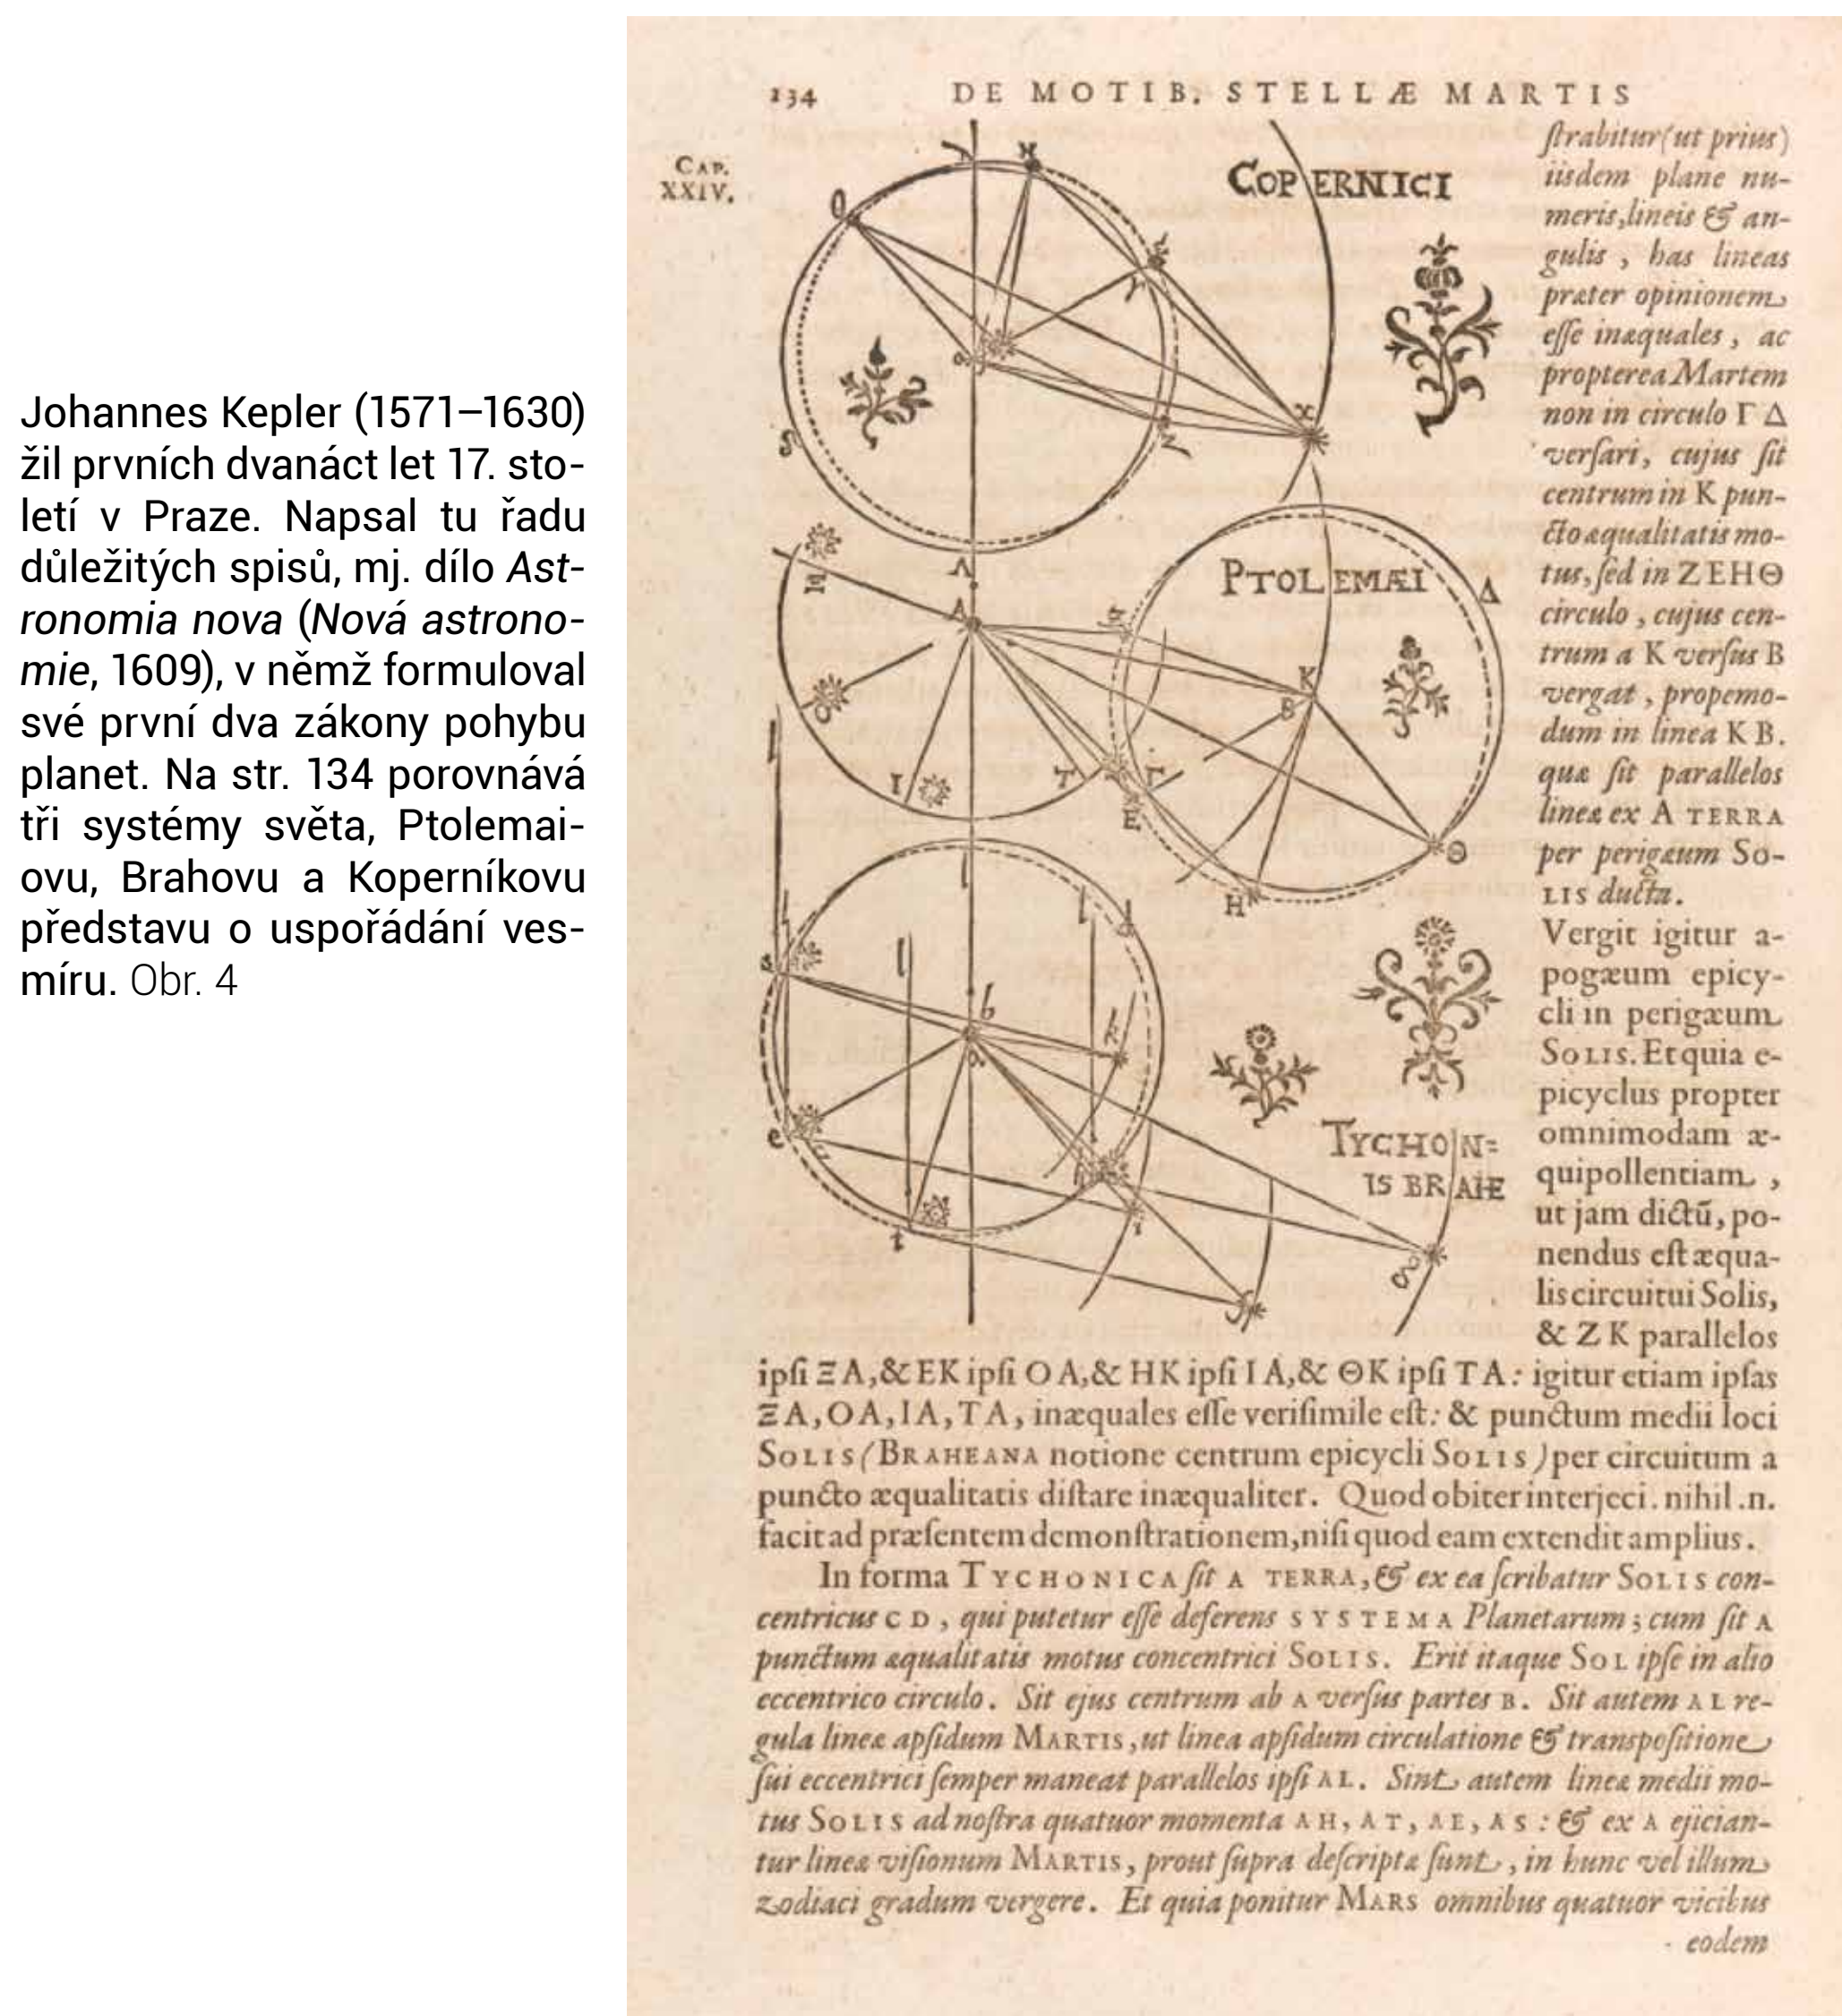 Johannes Kepler (1571–1630)
žil prvních dvanáct let 17. sto-
letí v Praze. Napsal tu řadu
důležitých spisů, mj. dílo Ast-
ronomia nova (Nová astrono-
mie, 1609), v němž formuloval
své první dva zákony pohybu
planet. Na str. 134 porovnává
tři systémy světa, Ptolemai-
ovu, Brahovu a Koperníkovu
představu o uspořádání ves-
míru. Obr. 4
134 DE MOTIB. STELLÆ MARTIS
CAP.
XXIV.
COPERNICI
PTOLEMÆI
TYCHON=
IS BRAHE
ſtrabitur (ut prius)
iisdem plane nu-
meris, lineis & an-
gulis, has lineas
præter opinionem
eſſe inæquales, ac
propterea Martem
non in circulo Γ Δ
verſari, cujus ſit
centrum in K pun-
cto æqualitatis mo-
tus, ſed in ZEHΘ
circulo, cujus cen-
trum a K verſus B
vergat, propemo-
dum in linea KB.
quæ ſit parallelos
lineæ ex A TERRA
per perigæum SO-
LIS ducta.
Vergit igitur a-
pogæum epicy-
cli in perigæum
SOLIS. Et quia e-
picyclus propter
omnimodam æ-
quipollentiam,
ut jam dictū, po-
nendus eſt æqua-
lis circuitui Solis,
& ZK parallelos
ipſi ΞA, & EK ipſi OA, & HK ipſi IA, & ΘK ipſi TA: igitur etiam ipſas
ΞA, OA, IA, TA, inæquales eſſe veriſimile eſt: & punctum medii loci
SOLIS (BRAHEANA notione centrum epicycli SOLIS) per circuitum a
puncto æqualitatis diſtare inæqualiter. Quod obiter interjeci. nihil .n.
facit ad præſentem demonſtrationem, niſi quod eam extendit amplius.
In forma TYCHONICA ſit A TERRA, & ex ea ſcribatur SOLIS con-
centricus CD, qui putetur eſſe deferens SYSTEMA Planetarum; cum ſit A
punctum æqualitatis motus concentrici SOLIS. Erit itaque SOL ipſe in alio
eccentrico circulo. Sit ejus centrum ab A verſus partes B. Sit autem AL re-
gula lineæ apſidum MARTIS, ut linea apſidum circulatione & transpoſitione
ſui eccentrici ſemper maneat parallelos ipſi AL. Sint autem lineæ medii mo-
tus SOLIS ad noſtra quatuor momenta AH, AT, AE, AS: & ex A ejician-
tur lineæ viſionum MARTIS, prout ſupra deſcriptæ ſunt, in hunc vel illum
zodiaci gradum vergere. Et quia ponitur MARS omnibus quatuor vicibus
eodem